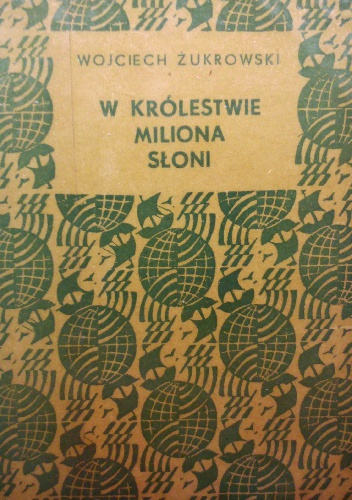 WOJCIECH ŻUKROWSKI
W KRÓLESTWIE
MILIONA
SŁONI